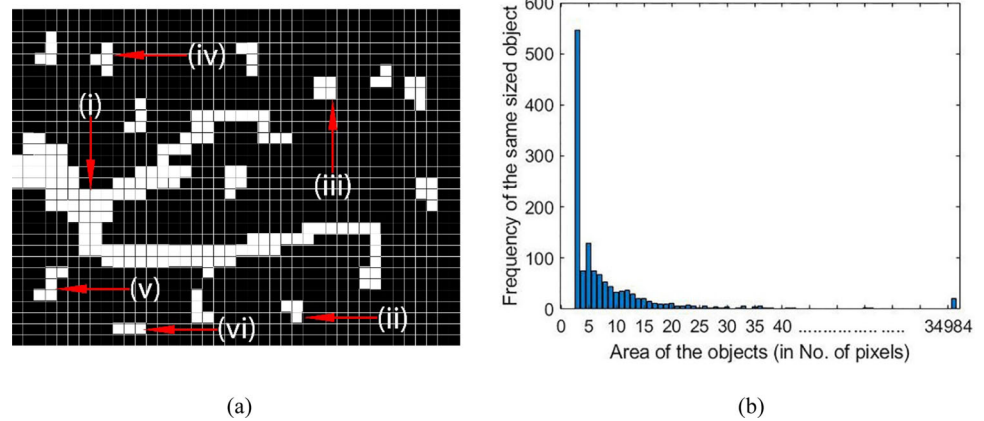 (iv)
(i)
(iii)
(v)
(ii)
(vi)
(a)
Frequency of the same sized object
600
500
400
300
200
100
0
0 5 10 15 20 25 30 35 40 ...................... ..... 34984
Area of the objects (in No. of pixels)
(b)